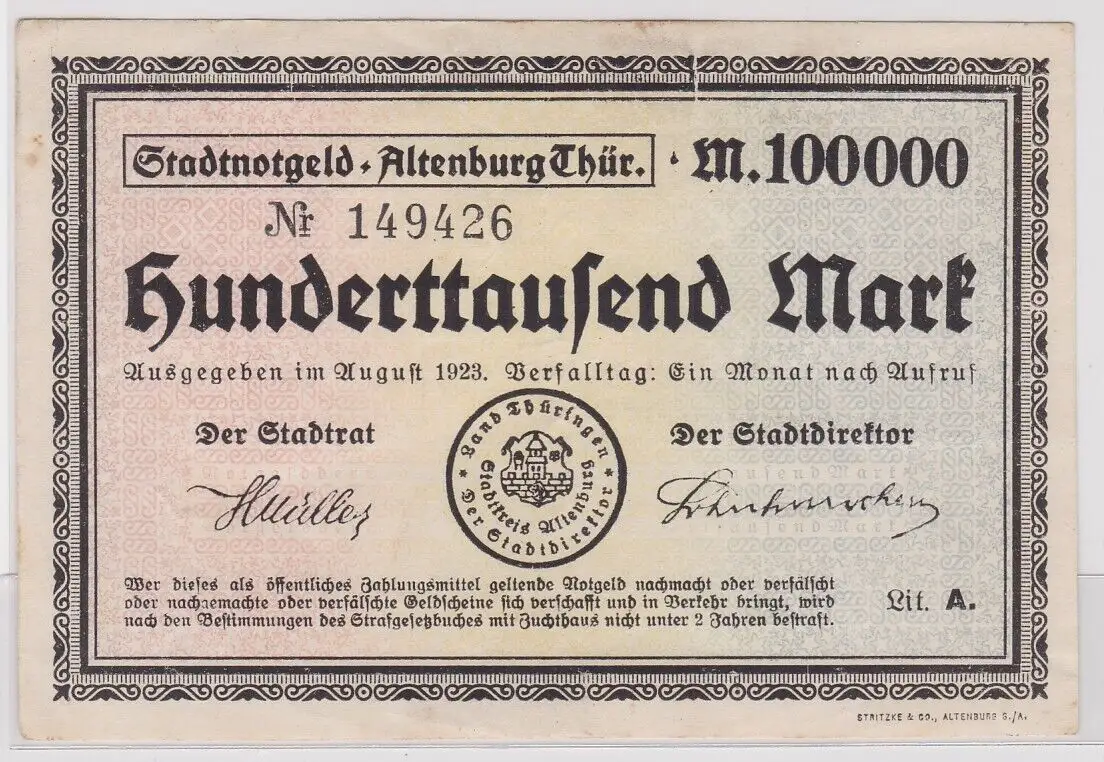 Stadtnotgeld · Altenburg Thür. · M. 100000
Nr 149426
Hunderttausend Mark
Ausgegeben im August 1923. Verfalltag: Ein Monat nach Aufruf
Der Stadtrat
Der Stadtdirektor
HMüller
* Land Thüringen *
Der Stadtdirektor
Stadtkreis Altenburg
Wer dieses als öffentliches Zahlungsmittel geltende Notgeld nachmacht oder verfälscht
oder nachgemachte oder verfälschte Geldscheine sich verschafft und in Verkehr bringt, wird
nach den Bestimmungen des Strafgesetzbuches mit Zuchthaus nicht unter 2 Jahren bestraft.
Lit. A.
STRITZKE & CO., ALTENBURG S./A.